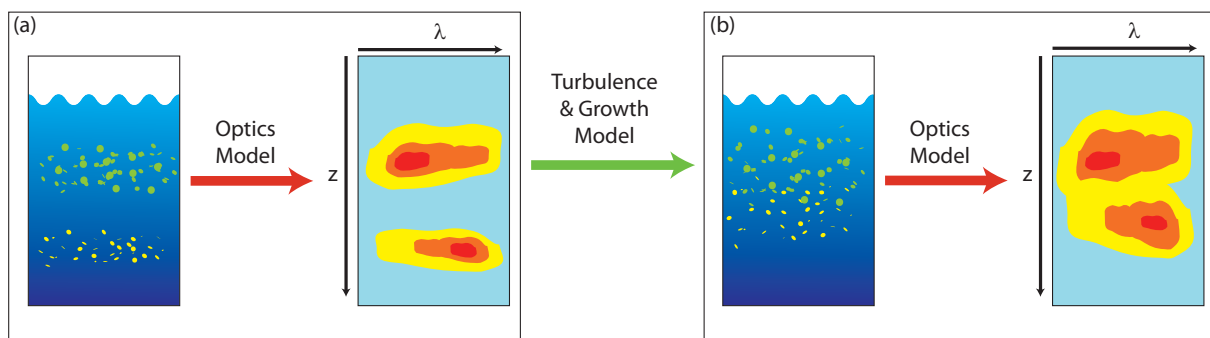 (a)
λ
Optics
Model
z
Turbulence
& Growth
Model
(b)
λ
Optics
Model
z